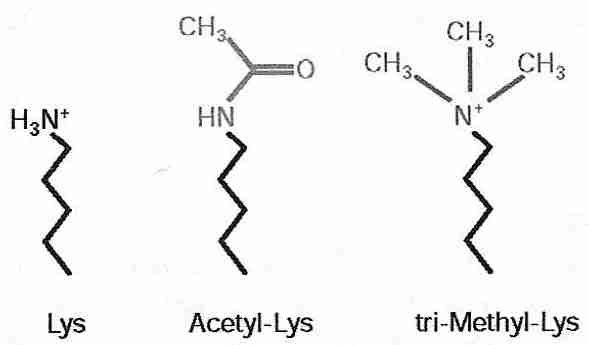 CH₃
O
HN
CH₃
CH₃
CH₃
N⁺
H₃N⁺
Lys
Acetyl-Lys
tri-Methyl-Lys